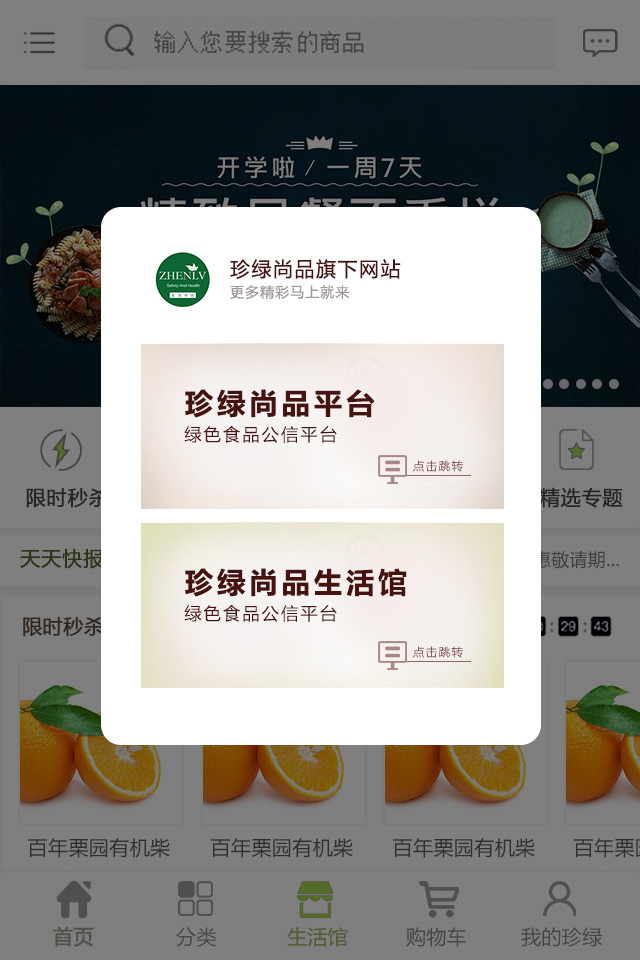 输入您要搜索的商品
开学啦 / 一周7天
ZHENLV
Safety And Health
珍绿尚品旗下网站
更多精彩马上就来
珍绿尚品平台
绿色食品公信平台
点击跳转
限时秒杀
精选专题
天天快报
惠敬请期...
珍绿尚品生活馆
绿色食品公信平台
点击跳转
限时秒杀
: 29 : 43
百年栗园有机柴
百年栗园有机柴
百年栗园有机柴
百年栗园
首页
分类
生活馆
购物车
我的珍绿